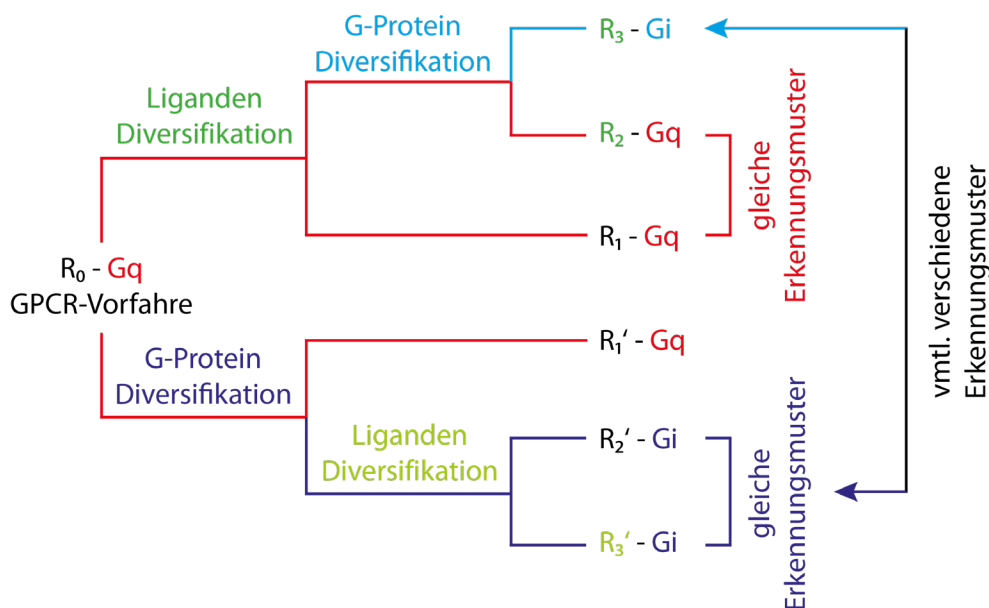 G-Protein
Diversifikation
R₃ - Gi
Liganden
Diversifikation
R₂ - Gq
gleiche
Erkennungsmuster
R₁ - Gq
R₀ - Gq
GPCR-Vorfahre
vmtl. verschiedene
Erkennungsmuster
G-Protein
Diversifikation
R₁‘ - Gq
Liganden
Diversifikation
R₂‘ - Gi
gleiche
Erkennungsmuster
R₃‘ - Gi